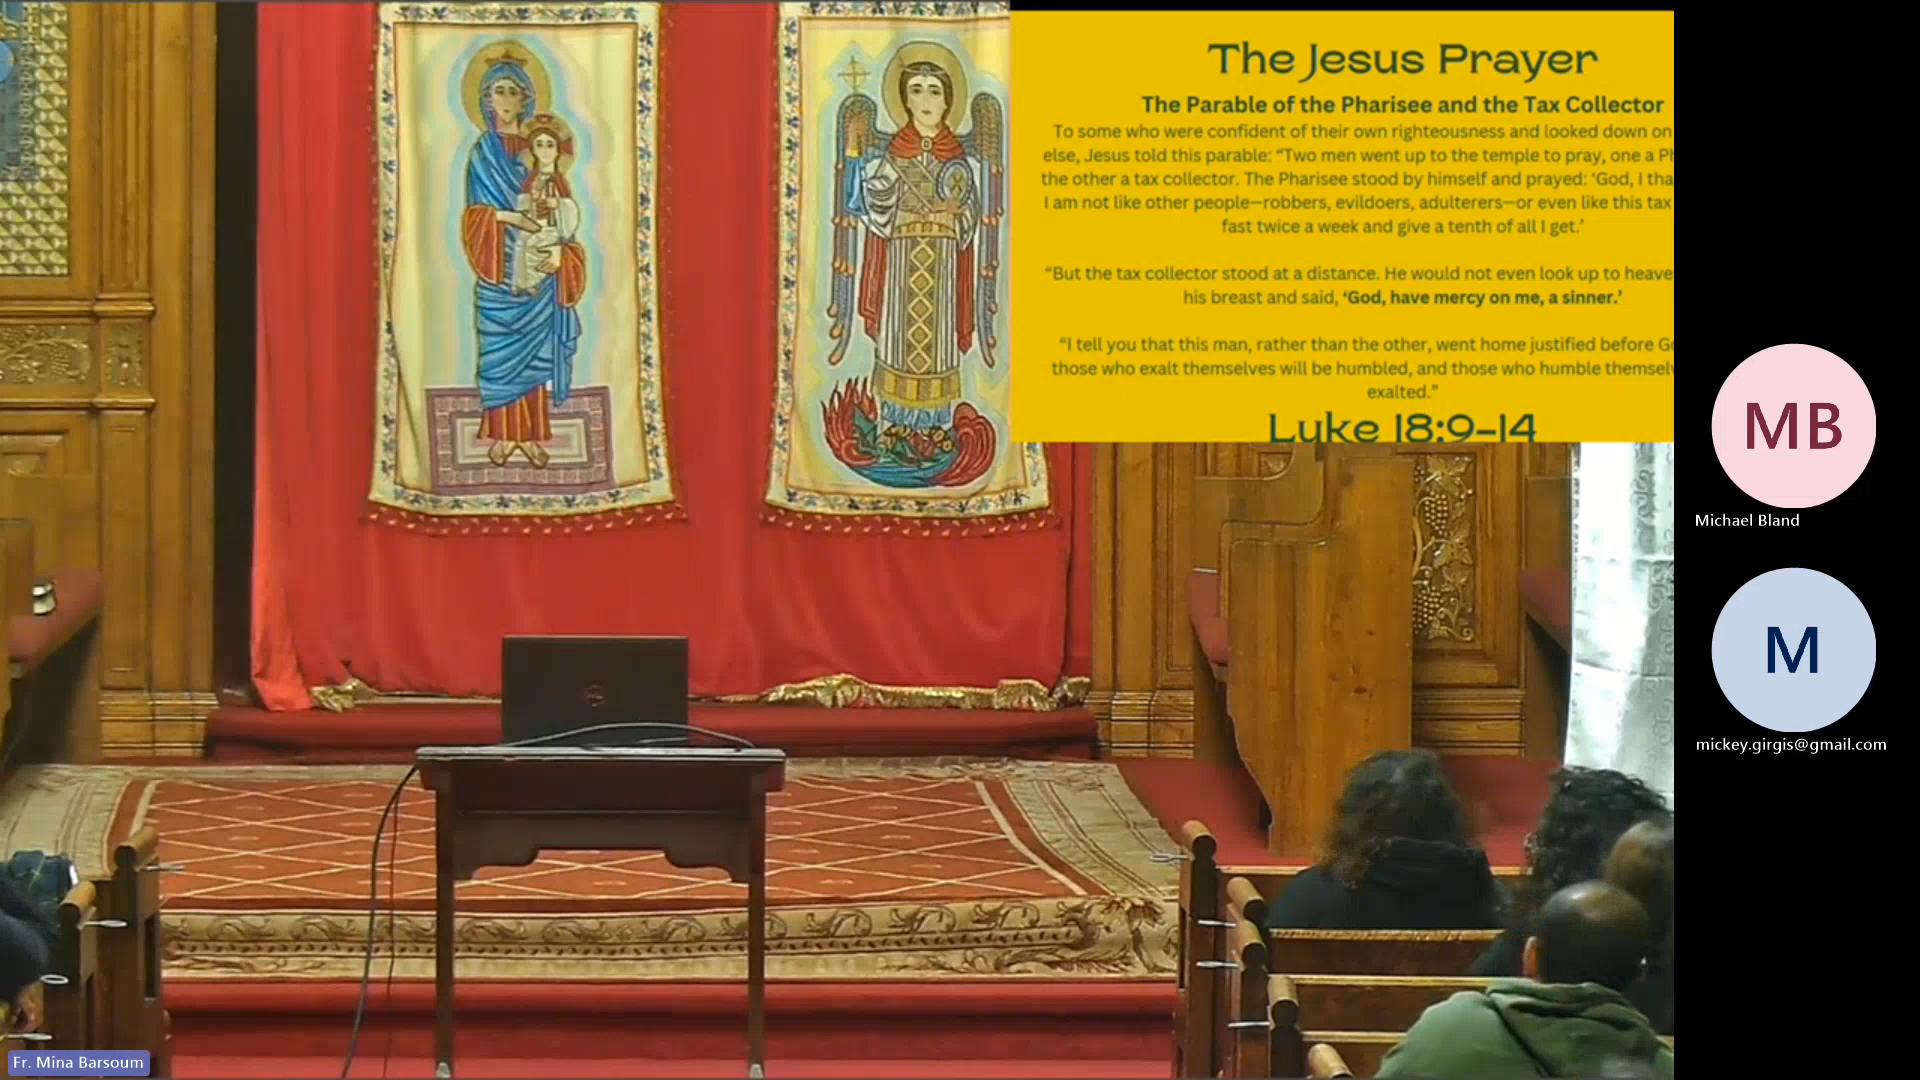 The Jesus Prayer
The Parable of the Pharisee and the Tax Collector
To some who were confident of their own righteousness and looked down on
else, Jesus told this parable: “Two men went up to the temple to pray, one a
the other a tax collector. The Pharisee stood by himself and prayed: ‘God, I
I am not like other people—robbers, evildoers, adulterers—or even like this tax
fast twice a week and give a tenth of all I get.’
“But the tax collector stood at a distance. He would not even look up to
his breast and said, ‘God, have mercy on me, a sinner.’
“I tell you that this man, rather than the other, went home justified before
those who exalt themselves will be humbled, and those who humble
exalted.”
Luke 18:9–14
MB
Michael Bland
M
mickey.girgis@gmail.com
Fr. Mina Barsoum